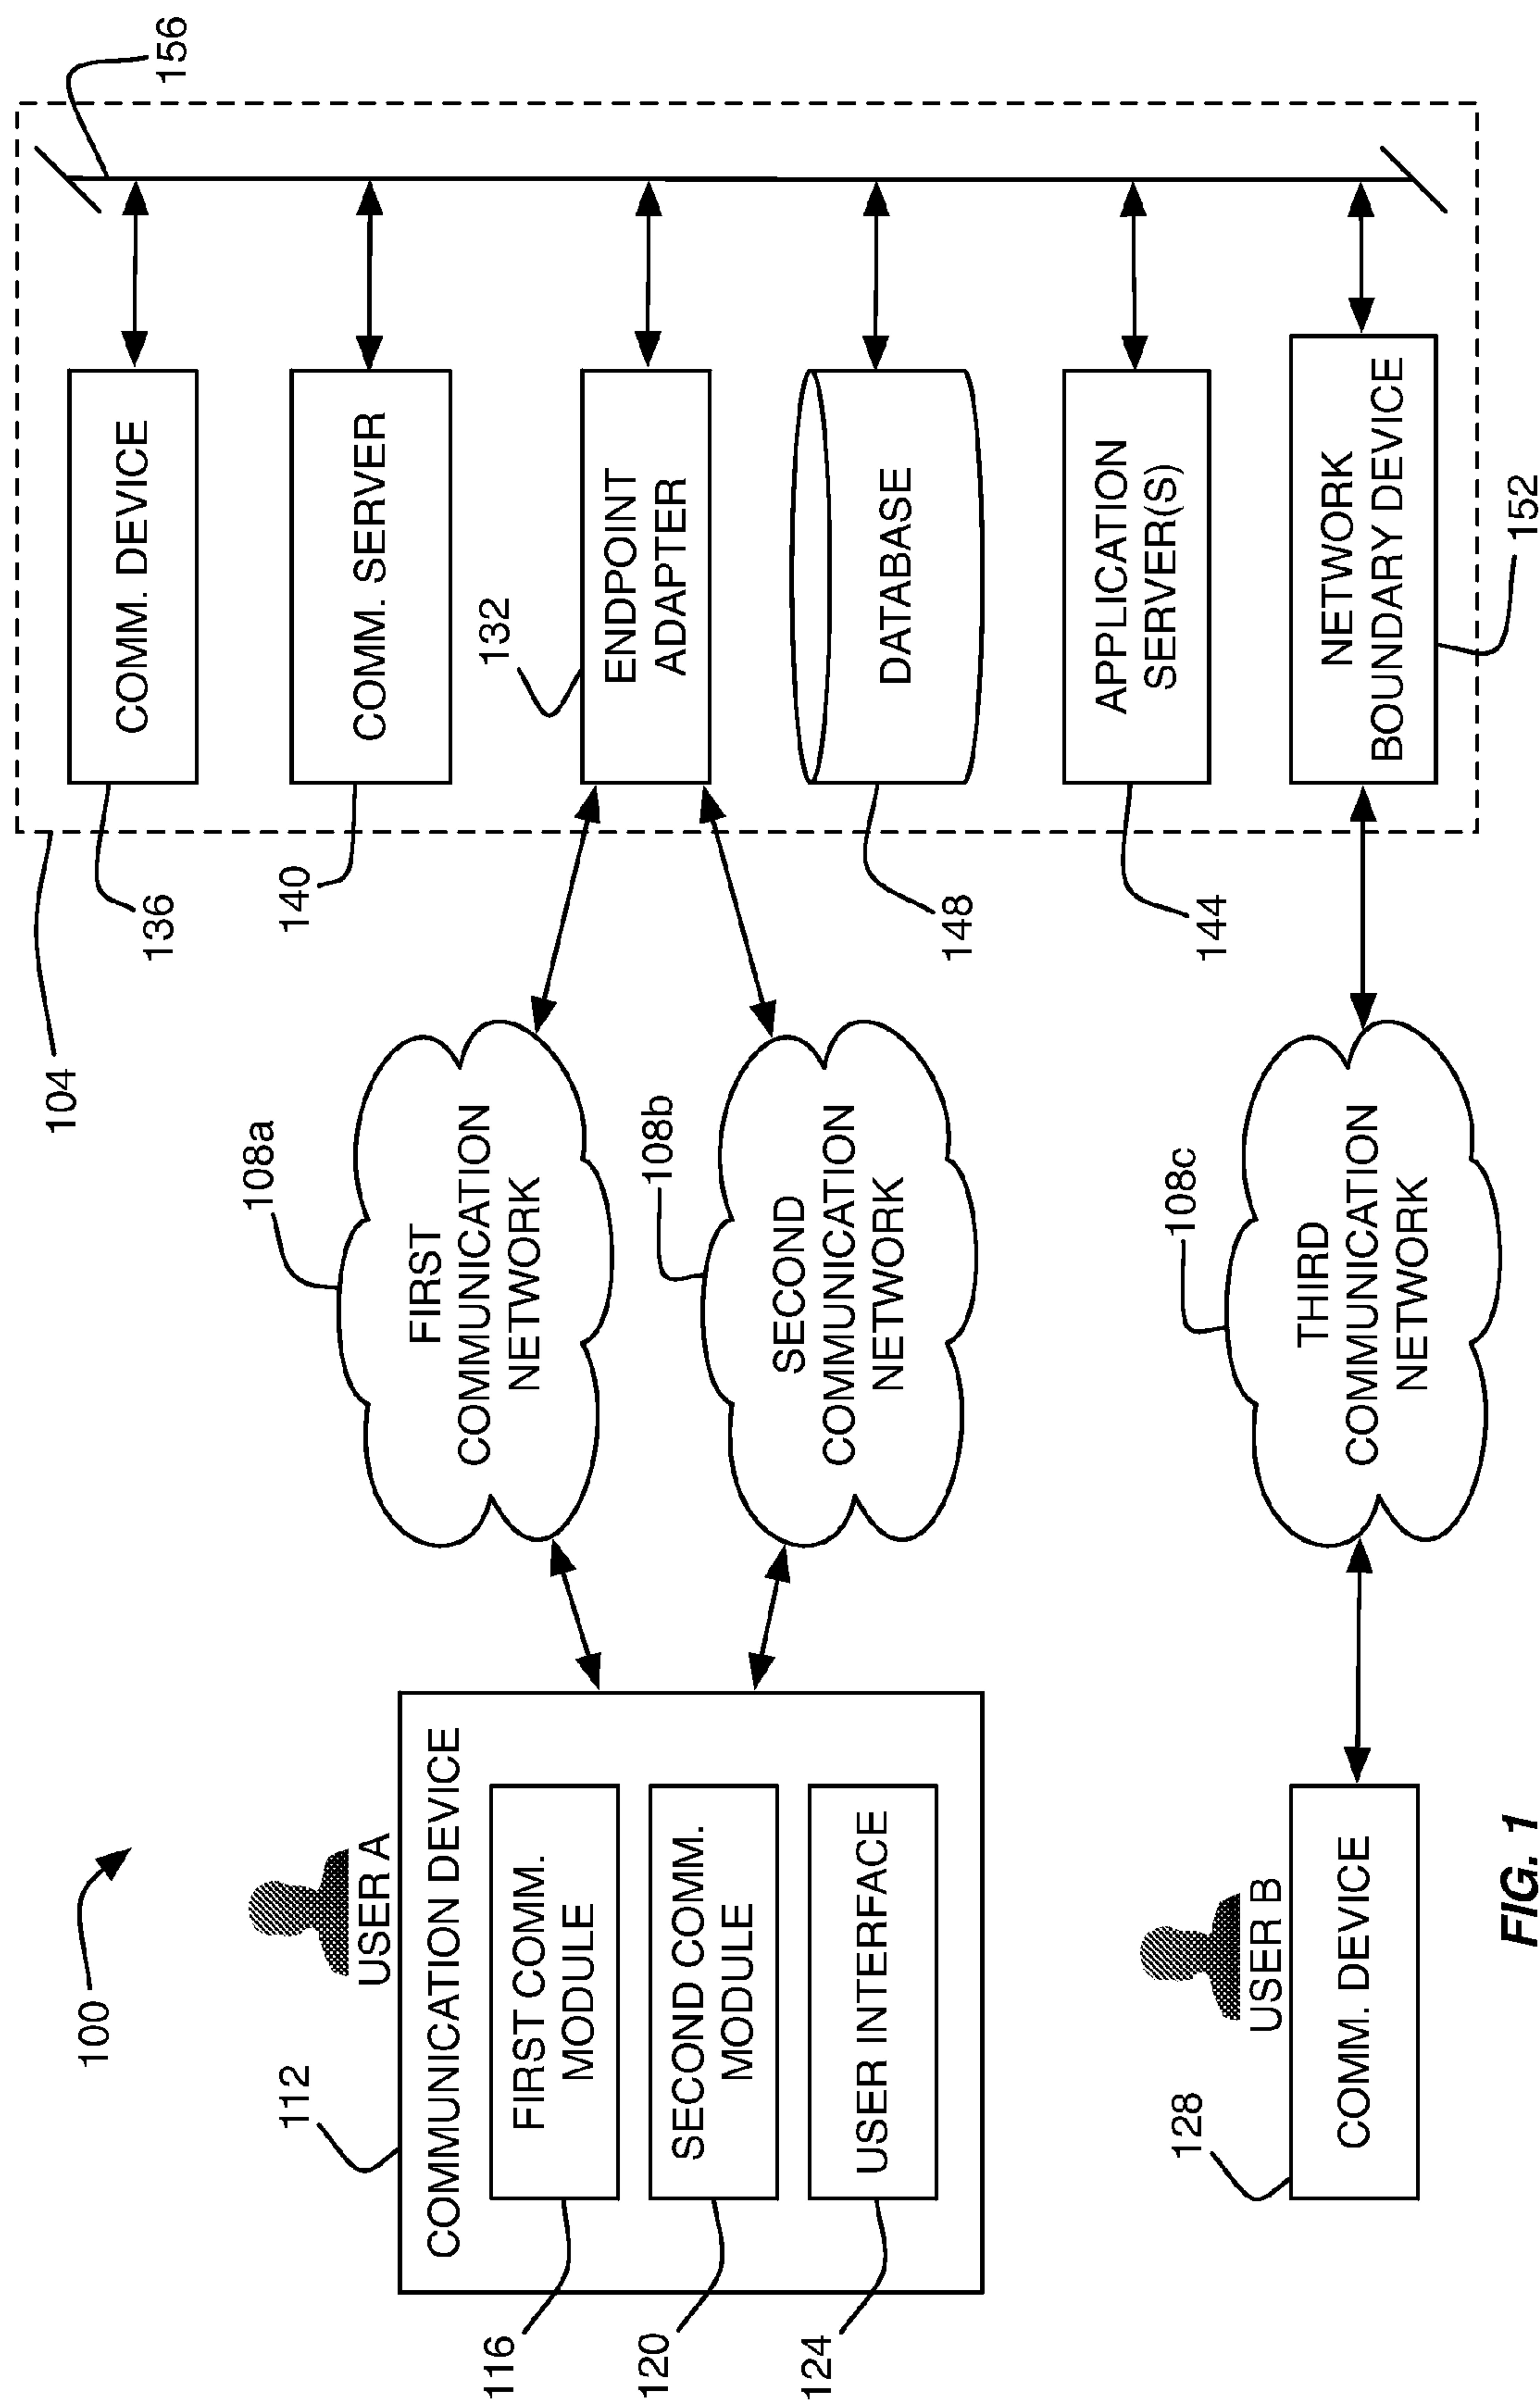 100
112
USER A
COMMUNICATION DEVICE
FIRST COMM.
MODULE
116
SECOND COMM.
MODULE
120
USER INTERFACE
124
128
USER B
COMM. DEVICE
108a
FIRST
COMMUNICATION
NETWORK
108b
SECOND
COMMUNICATION
NETWORK
108c
THIRD
COMMUNICATION
NETWORK
104
136
COMM. DEVICE
140
COMM. SERVER
132
ENDPOINT
ADAPTER
148
DATABASE
144
APPLICATION
SERVER(S)
NETWORK
BOUNDARY DEVICE
152
156
FIG. 1